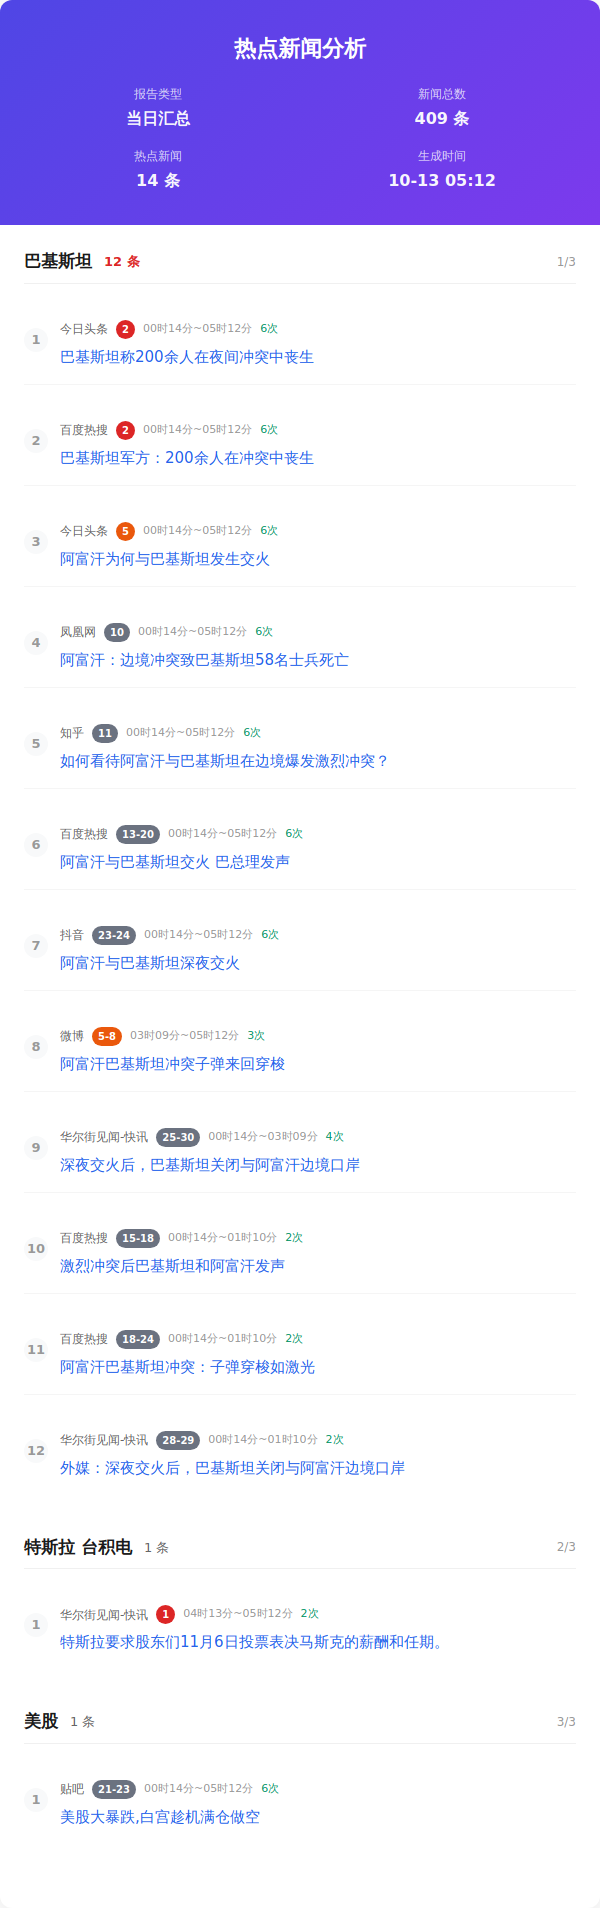 热点新闻分析
报告类型
新闻总数
当日汇总
409 条
热点新闻
生成时间
14 条
10-13 05:12
巴基斯坦 12 条 1/3
1 今日头条 2 00时14分~05时12分 6次
巴基斯坦称200余人在夜间冲突中丧生
2 百度热搜 2 00时14分~05时12分 6次
巴基斯坦军方：200余人在冲突中丧生
3 今日头条 5 00时14分~05时12分 6次
阿富汗为何与巴基斯坦发生交火
4 凤凰网 10 00时14分~05时12分 6次
阿富汗：边境冲突致巴基斯坦58名士兵死亡
5 知乎 11 00时14分~05时12分 6次
如何看待阿富汗与巴基斯坦在边境爆发激烈冲突？
6 百度热搜 13-20 00时14分~05时12分 6次
阿富汗与巴基斯坦交火 巴总理发声
7 抖音 23-24 00时14分~05时12分 6次
阿富汗与巴基斯坦深夜交火
8 微博 5-8 03时09分~05时12分 3次
阿富汗巴基斯坦冲突子弹来回穿梭
9 华尔街见闻-快讯 25-30 00时14分~03时09分 4次
深夜交火后，巴基斯坦关闭与阿富汗边境口岸
10 百度热搜 15-18 00时14分~01时10分 2次
激烈冲突后巴基斯坦和阿富汗发声
11 百度热搜 18-24 00时14分~01时10分 2次
阿富汗巴基斯坦冲突：子弹穿梭如激光
12 华尔街见闻-快讯 28-29 00时14分~01时10分 2次
外媒：深夜交火后，巴基斯坦关闭与阿富汗边境口岸
特斯拉 台积电 1 条 2/3
1 华尔街见闻-快讯 1 04时13分~05时12分 2次
特斯拉要求股东们11月6日投票表决马斯克的薪酬和任期。
美股 1 条 3/3
1 贴吧 21-23 00时14分~05时12分 6次
美股大暴跌,白宫趁机满仓做空